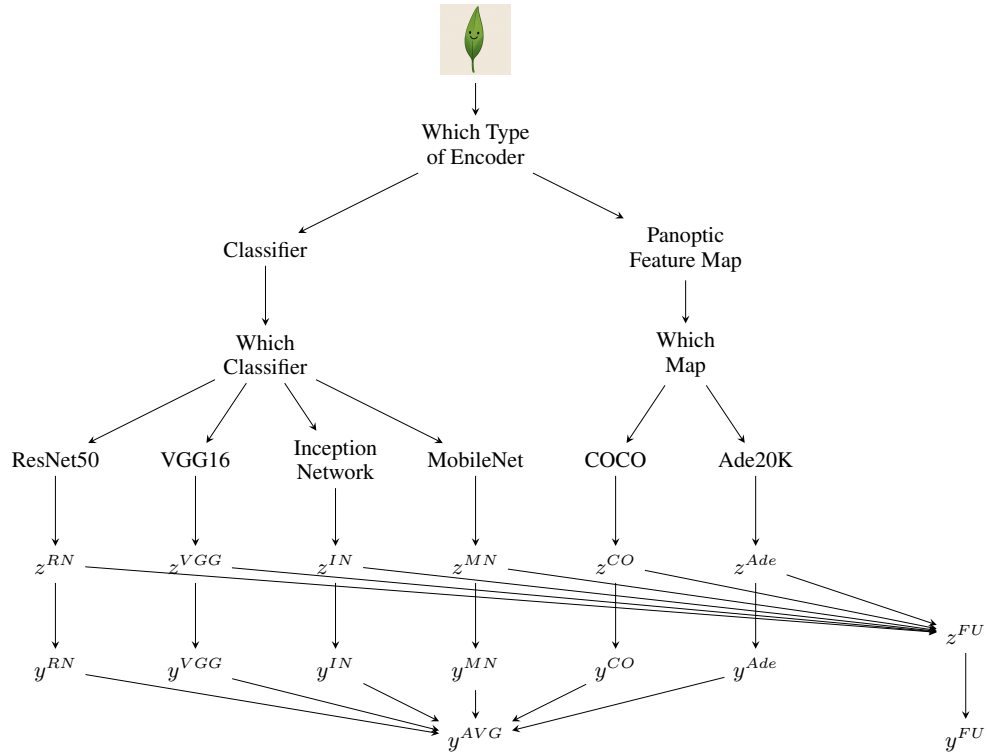 Which Type
of Encoder
Classifier
Panoptic
Feature Map
Which
Classifier
Which
Map
ResNet50
VGG16
Inception
Network
MobileNet
COCO
Ade20K
z^{RN}
z^{VGG}
z^{IN}
z^{MN}
z^{CO}
z^{Ade}
z^{FU}
y^{RN}
y^{VGG}
y^{IN}
y^{MN}
y^{CO}
y^{Ade}
y^{AVG}
y^{FU}